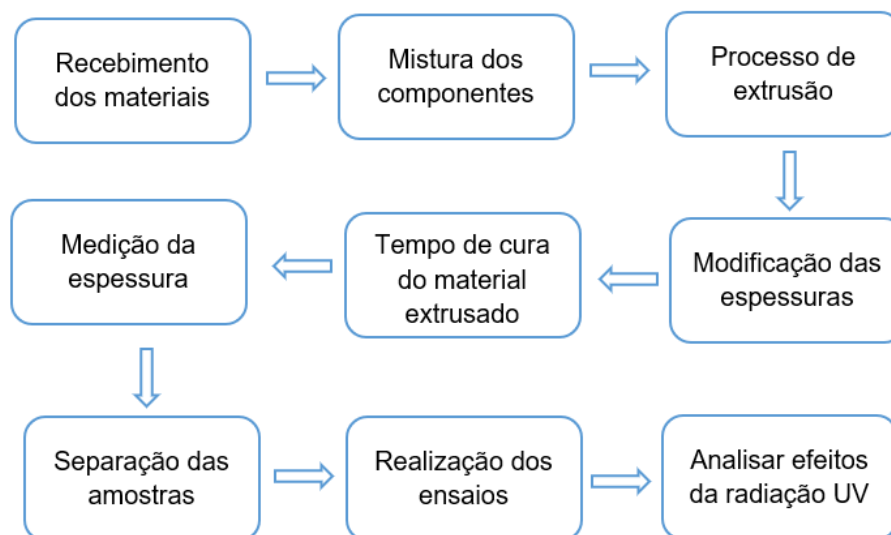 Recebimento
dos materiais
Mistura dos
componentes
Processo de
extrusão
Modificação das
espessuras
Tempo de cura
do material
extrusado
Medição da
espessura
Separação das
amostras
Realização dos
ensaios
Analisar efeitos
da radiação UV